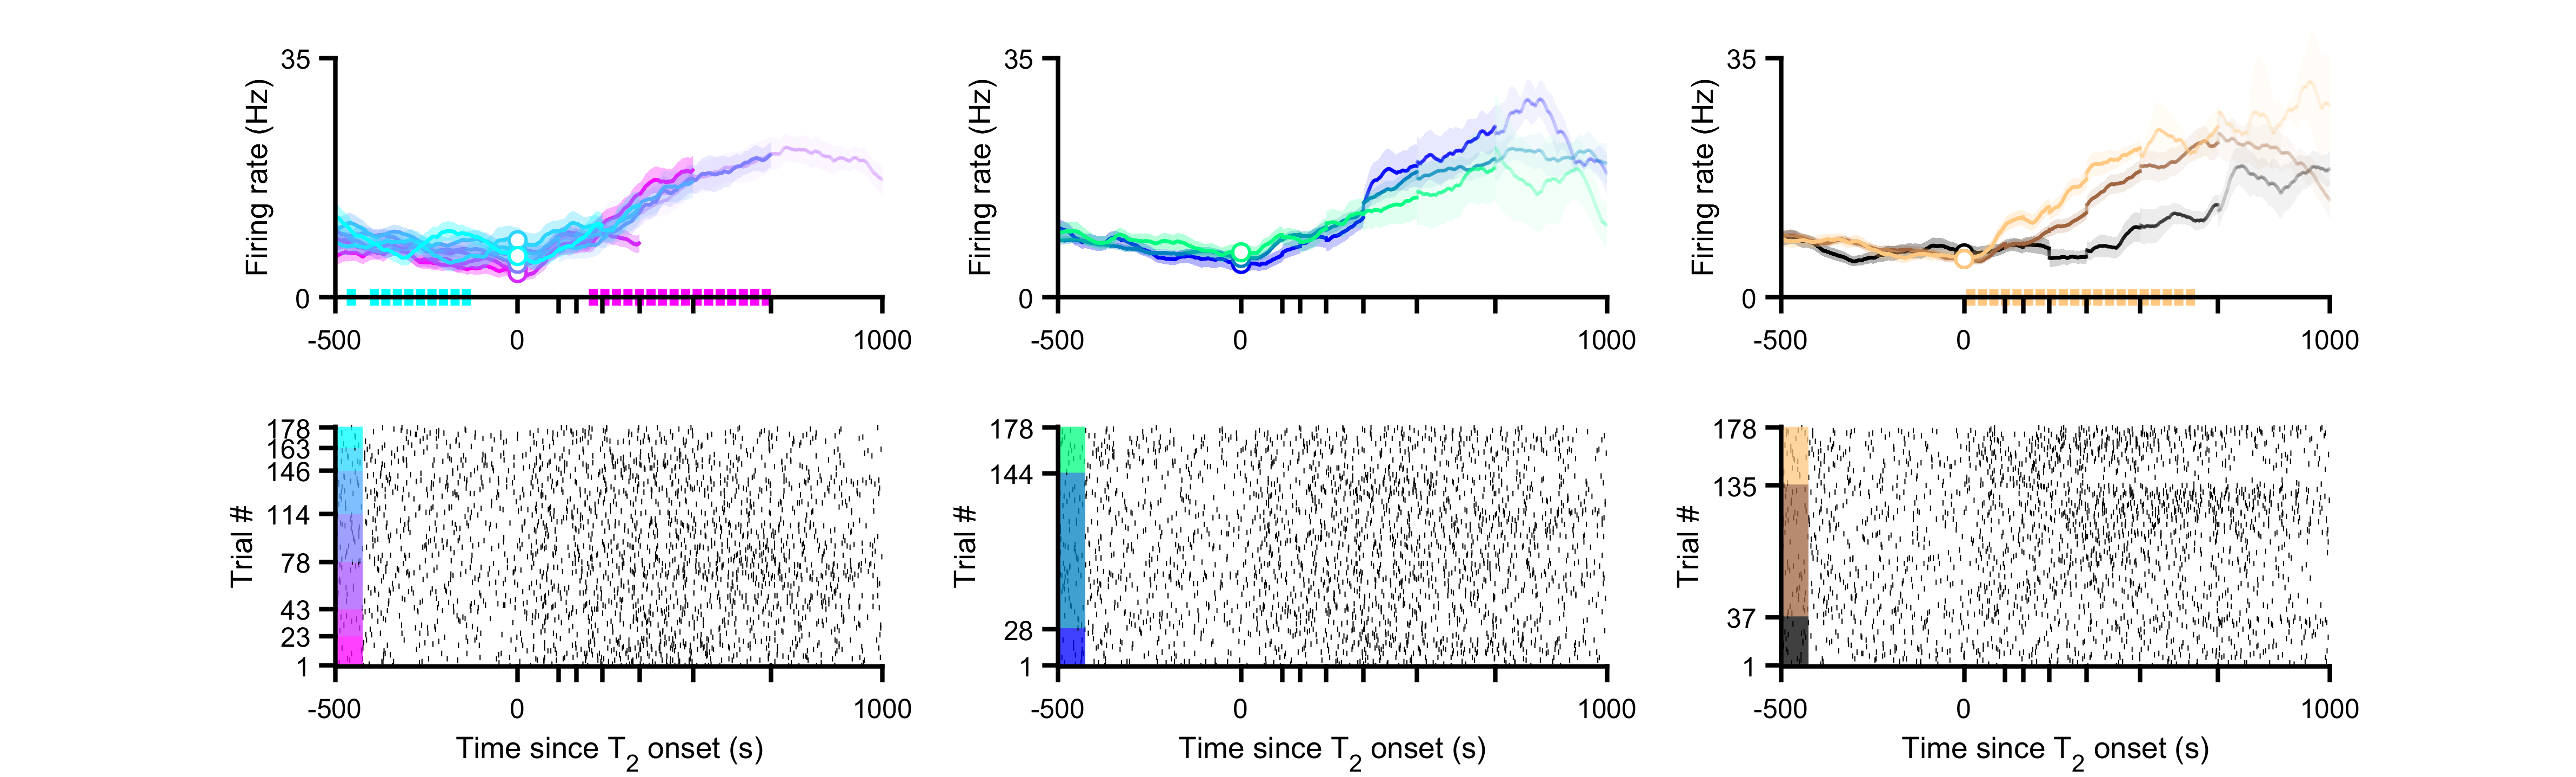 35
Firing rate (Hz)
0
-500 0 1000
35
Firing rate (Hz)
0
-500 0 1000
35
Firing rate (Hz)
0
-500 0 1000
178
163
146
114
78
43
23
1
Trial #
-500 0 1000
Time since T2 onset (s)
178
144
28
1
Trial #
-500 0 1000
Time since T2 onset (s)
178
135
37
1
Trial #
-500 0 1000
Time since T2 onset (s)